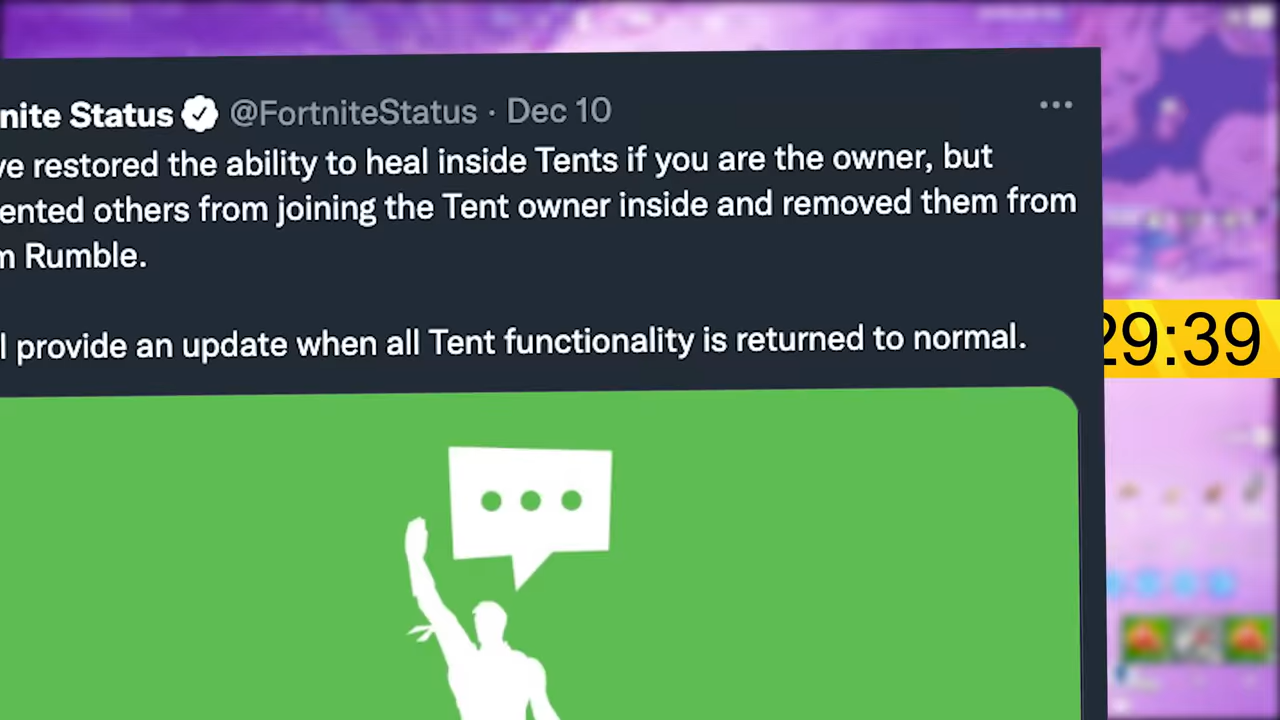 nite Status @FortniteStatus · Dec 10
ve restored the ability to heal inside Tents if you are the owner, but
ented others from joining the Tent owner inside and removed them from
m Rumble.
l provide an update when all Tent functionality is returned to normal.
29:39